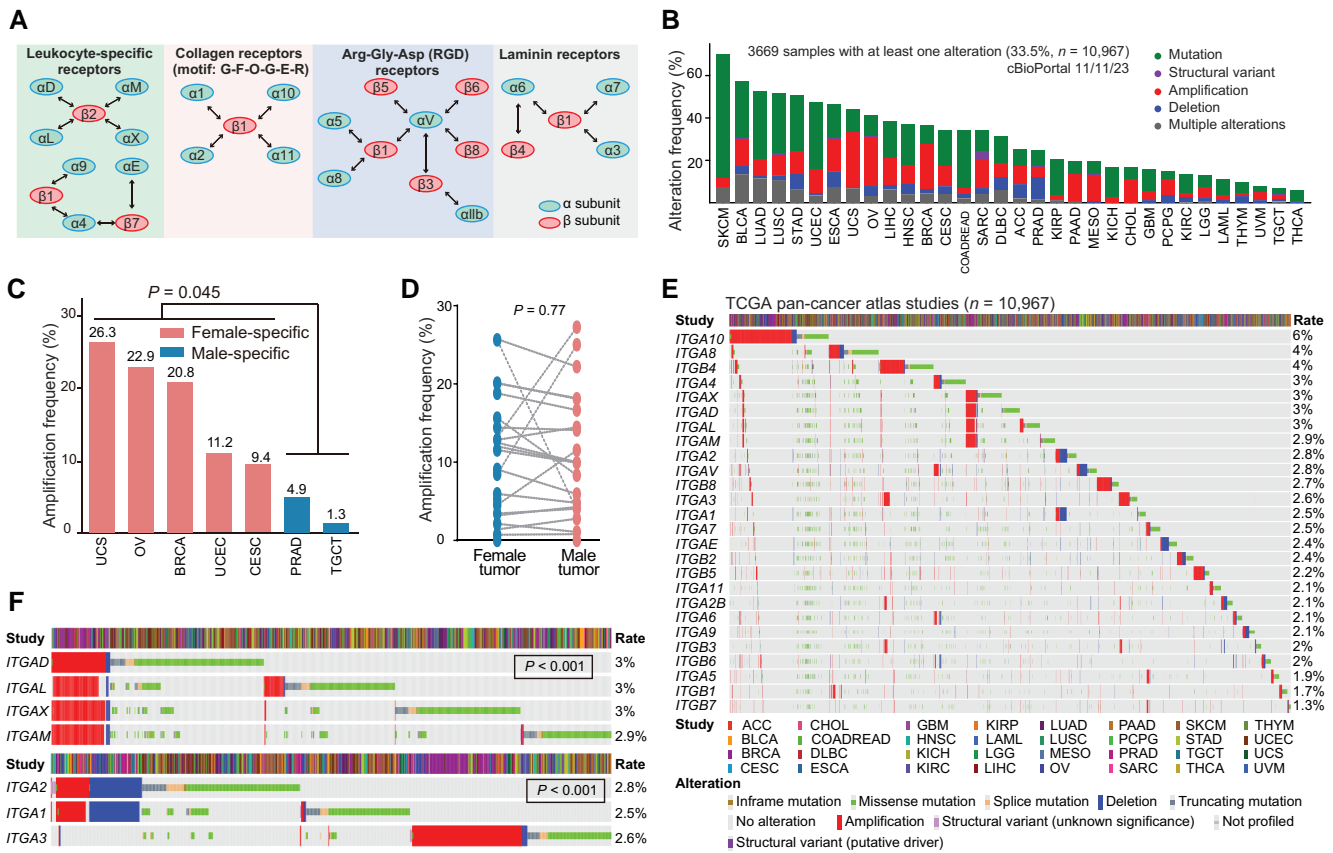 A
Leukocyte-specific
receptors
αD
αM
β2
αL
αX
α9
αE
β1
α4
β7
Collagen receptors
(motif: G-F-O-G-E-R)
α1
α10
β1
α2
α11
Arg-Gly-Asp (RGD)
receptors
β5
β6
α5
αV
β1
β8
α8
β3
αIIb
Laminin receptors
α6
α7
β1
β4
α3
α subunit
β subunit
B
3669 samples with at least one alteration (33.5%, n = 10,967)
cBioPortal 11/11/23
Mutation
Structural variant
Amplification
Deletion
Multiple alterations
Alteration frequency (%)
60
40
20
SKCM
BLCA
LUAD
LUSC
STAD
UCEC
ESCA
UCS
OV
LIHC
HNSC
BRCA
CESC
COADREAD
SARC
DLBC
ACC
PRAD
KIRP
PAAD
MESO
KICH
CHOL
GBM
PCPG
KIRC
LGG
LAML
THYM
UVM
TGCT
THCA
C
P = 0.045
Female-specific
Male-specific
Amplification frequency (%)
30
20
10
0
26.3
22.9
20.8
11.2
9.4
4.9
1.3
UCS
OV
BRCA
UCEC
CESC
PRAD
TGCT
D
P = 0.77
Amplification frequency (%)
30
20
10
0
Female
tumor
Male
tumor
E
TCGA pan-cancer atlas studies (n = 10,967)
Study Rate
ITGA10 6%
ITGA8 4%
ITGB4 4%
ITGA4 3%
ITGAX 3%
ITGAD 3%
ITGAL 3%
ITGAM 2.9%
ITGA2 2.8%
ITGAV 2.8%
ITGB8 2.7%
ITGA3 2.6%
ITGA1 2.5%
ITGA7 2.5%
ITGAE 2.4%
ITGB2 2.4%
ITGB5 2.2%
ITGA11 2.1%
ITGA2B 2.1%
ITGA6 2.1%
ITGA9 2.1%
ITGB3 2%
ITGB6 2%
ITGA5 1.9%
ITGB1 1.7%
ITGB7 1.3%
Study
ACC CHOL GBM KIRP LUAD PAAD SKCM THYM
BLCA COADREAD HNSC LAML LUSC PCPG STAD UCEC
BRCA DLBC KICH LGG MESO PRAD TGCT UCS
CESC ESCA KIRC LIHC OV SARC THCA UVM
Alteration
Inframe mutation Missense mutation Splice mutation Deletion Truncating mutation
No alteration Amplification Structural variant (unknown significance) Not profiled
Structural variant (putative driver)
F
Study Rate
ITGAD 3%
P < 0.001
ITGAL 3%
ITGAX 3%
ITGAM 2.9%
ITGA2 2.8%
P < 0.001
ITGA1 2.5%
ITGA3 2.6%